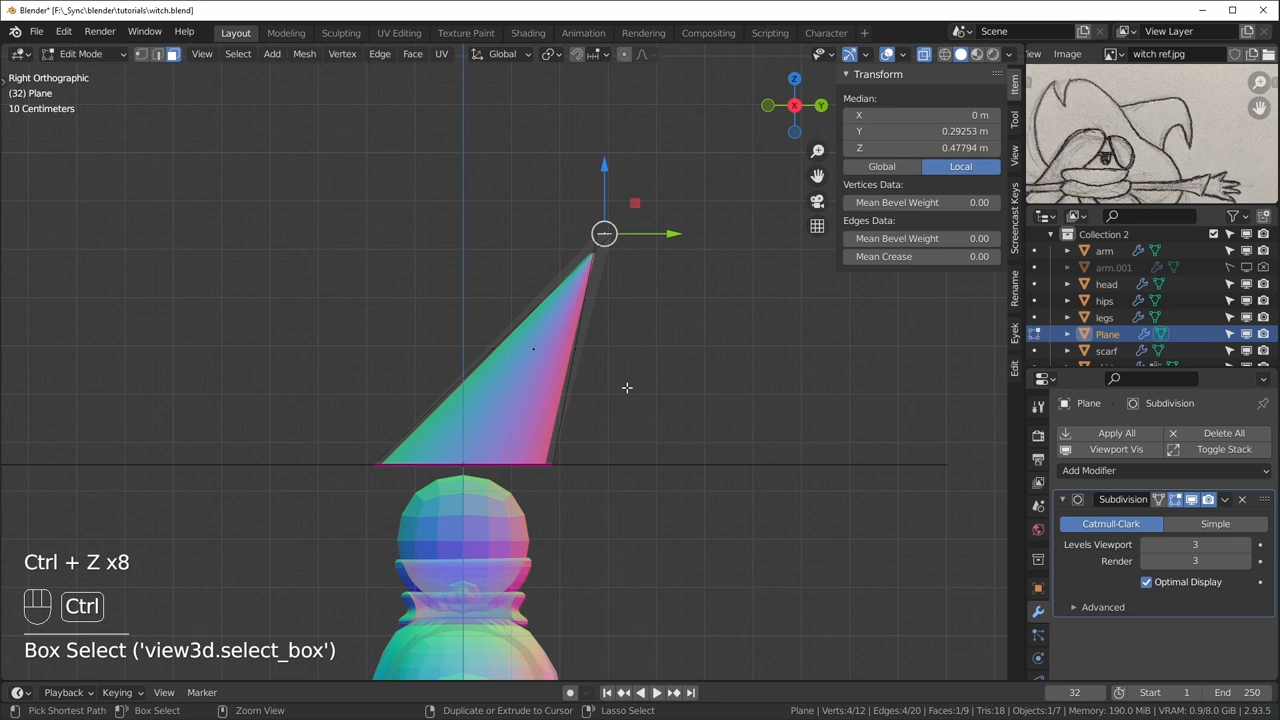 Blender* [F:\_Sync\blender\tutorials\witch.blend]
File Edit Render Window Help Layout Modeling Sculpting UV Editing Texture Paint Shading Animation Rendering Compositing Scripting Character + Scene View Layer
Edit Mode View Select Add Mesh Vertex Edge Face UV Global iew Image witch ref.jpg
Right Orthographic
(32) Plane
10 Centimeters
Z
X
Y
Transform
Median:
X 0 m
Y 0.29253 m
Z 0.47794 m
Global Local
Vertices Data:
Mean Bevel Weight 0.00
Edges Data:
Mean Bevel Weight 0.00
Mean Crease 0.00
Item
Tool
View
Screencast Keys
Rename
Eyek
Edit
Collection 2
arm
arm.001
head
hips
legs
Plane
scarf
Plane Subdivision
Apply All Delete All
Viewport Vis Toggle Stack
Add Modifier
Subdivision
Catmull-Clark Simple
Levels Viewport 3
Render 3
Optimal Display
Advanced
Ctrl + Z x8
Ctrl
Box Select ('view3d.select_box')
Playback Keying View Marker 32 Start 1 End 250
Pick Shortest Path Box Select Zoom View Duplicate or Extrude to Cursor Lasso Select Plane | Verts:4/12 | Edges:4/20 | Faces:1/9 | Tris:18 | Objects:1/7 | Memory: 190.0 MiB | VRAM: 0.9/8.0 GiB | 2.93.5